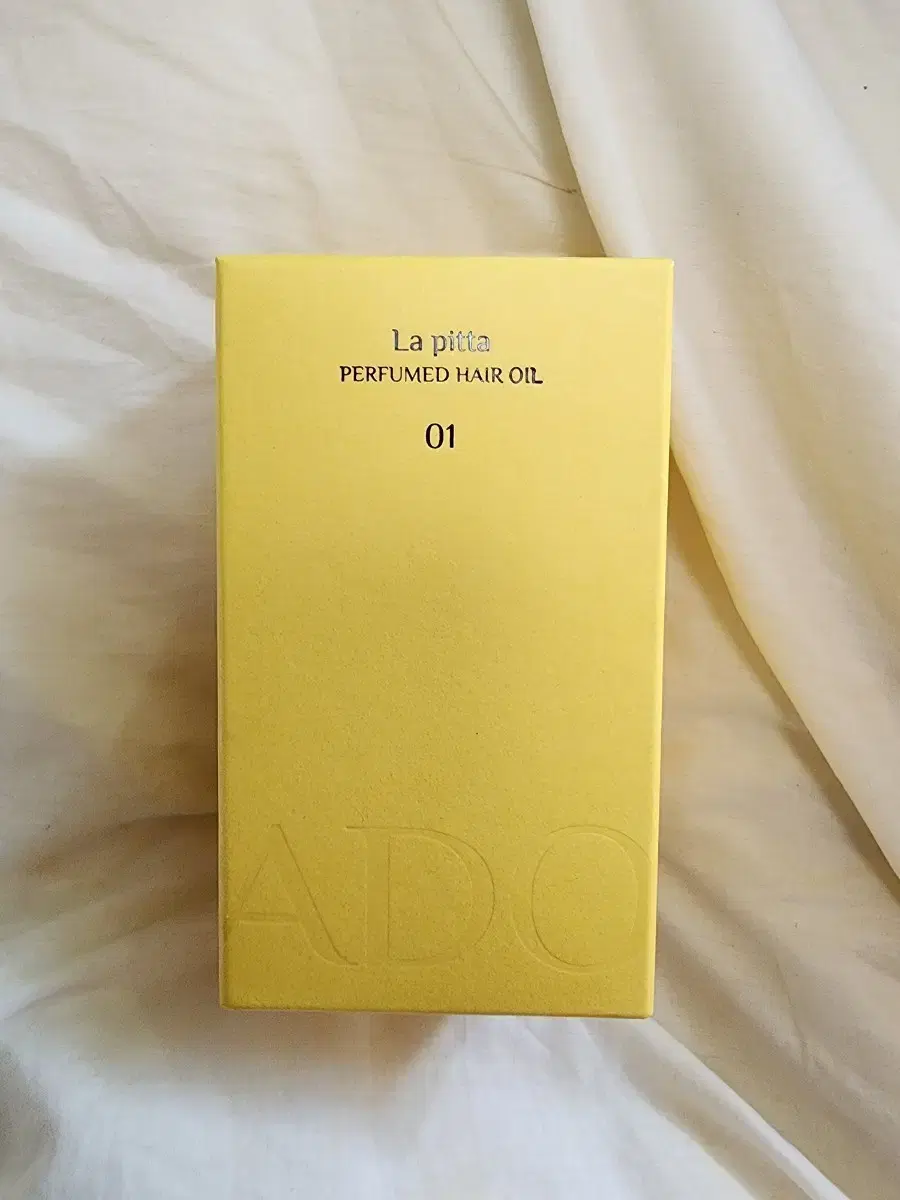 La pitta
PERFUMED HAIR OIL
01
ADO